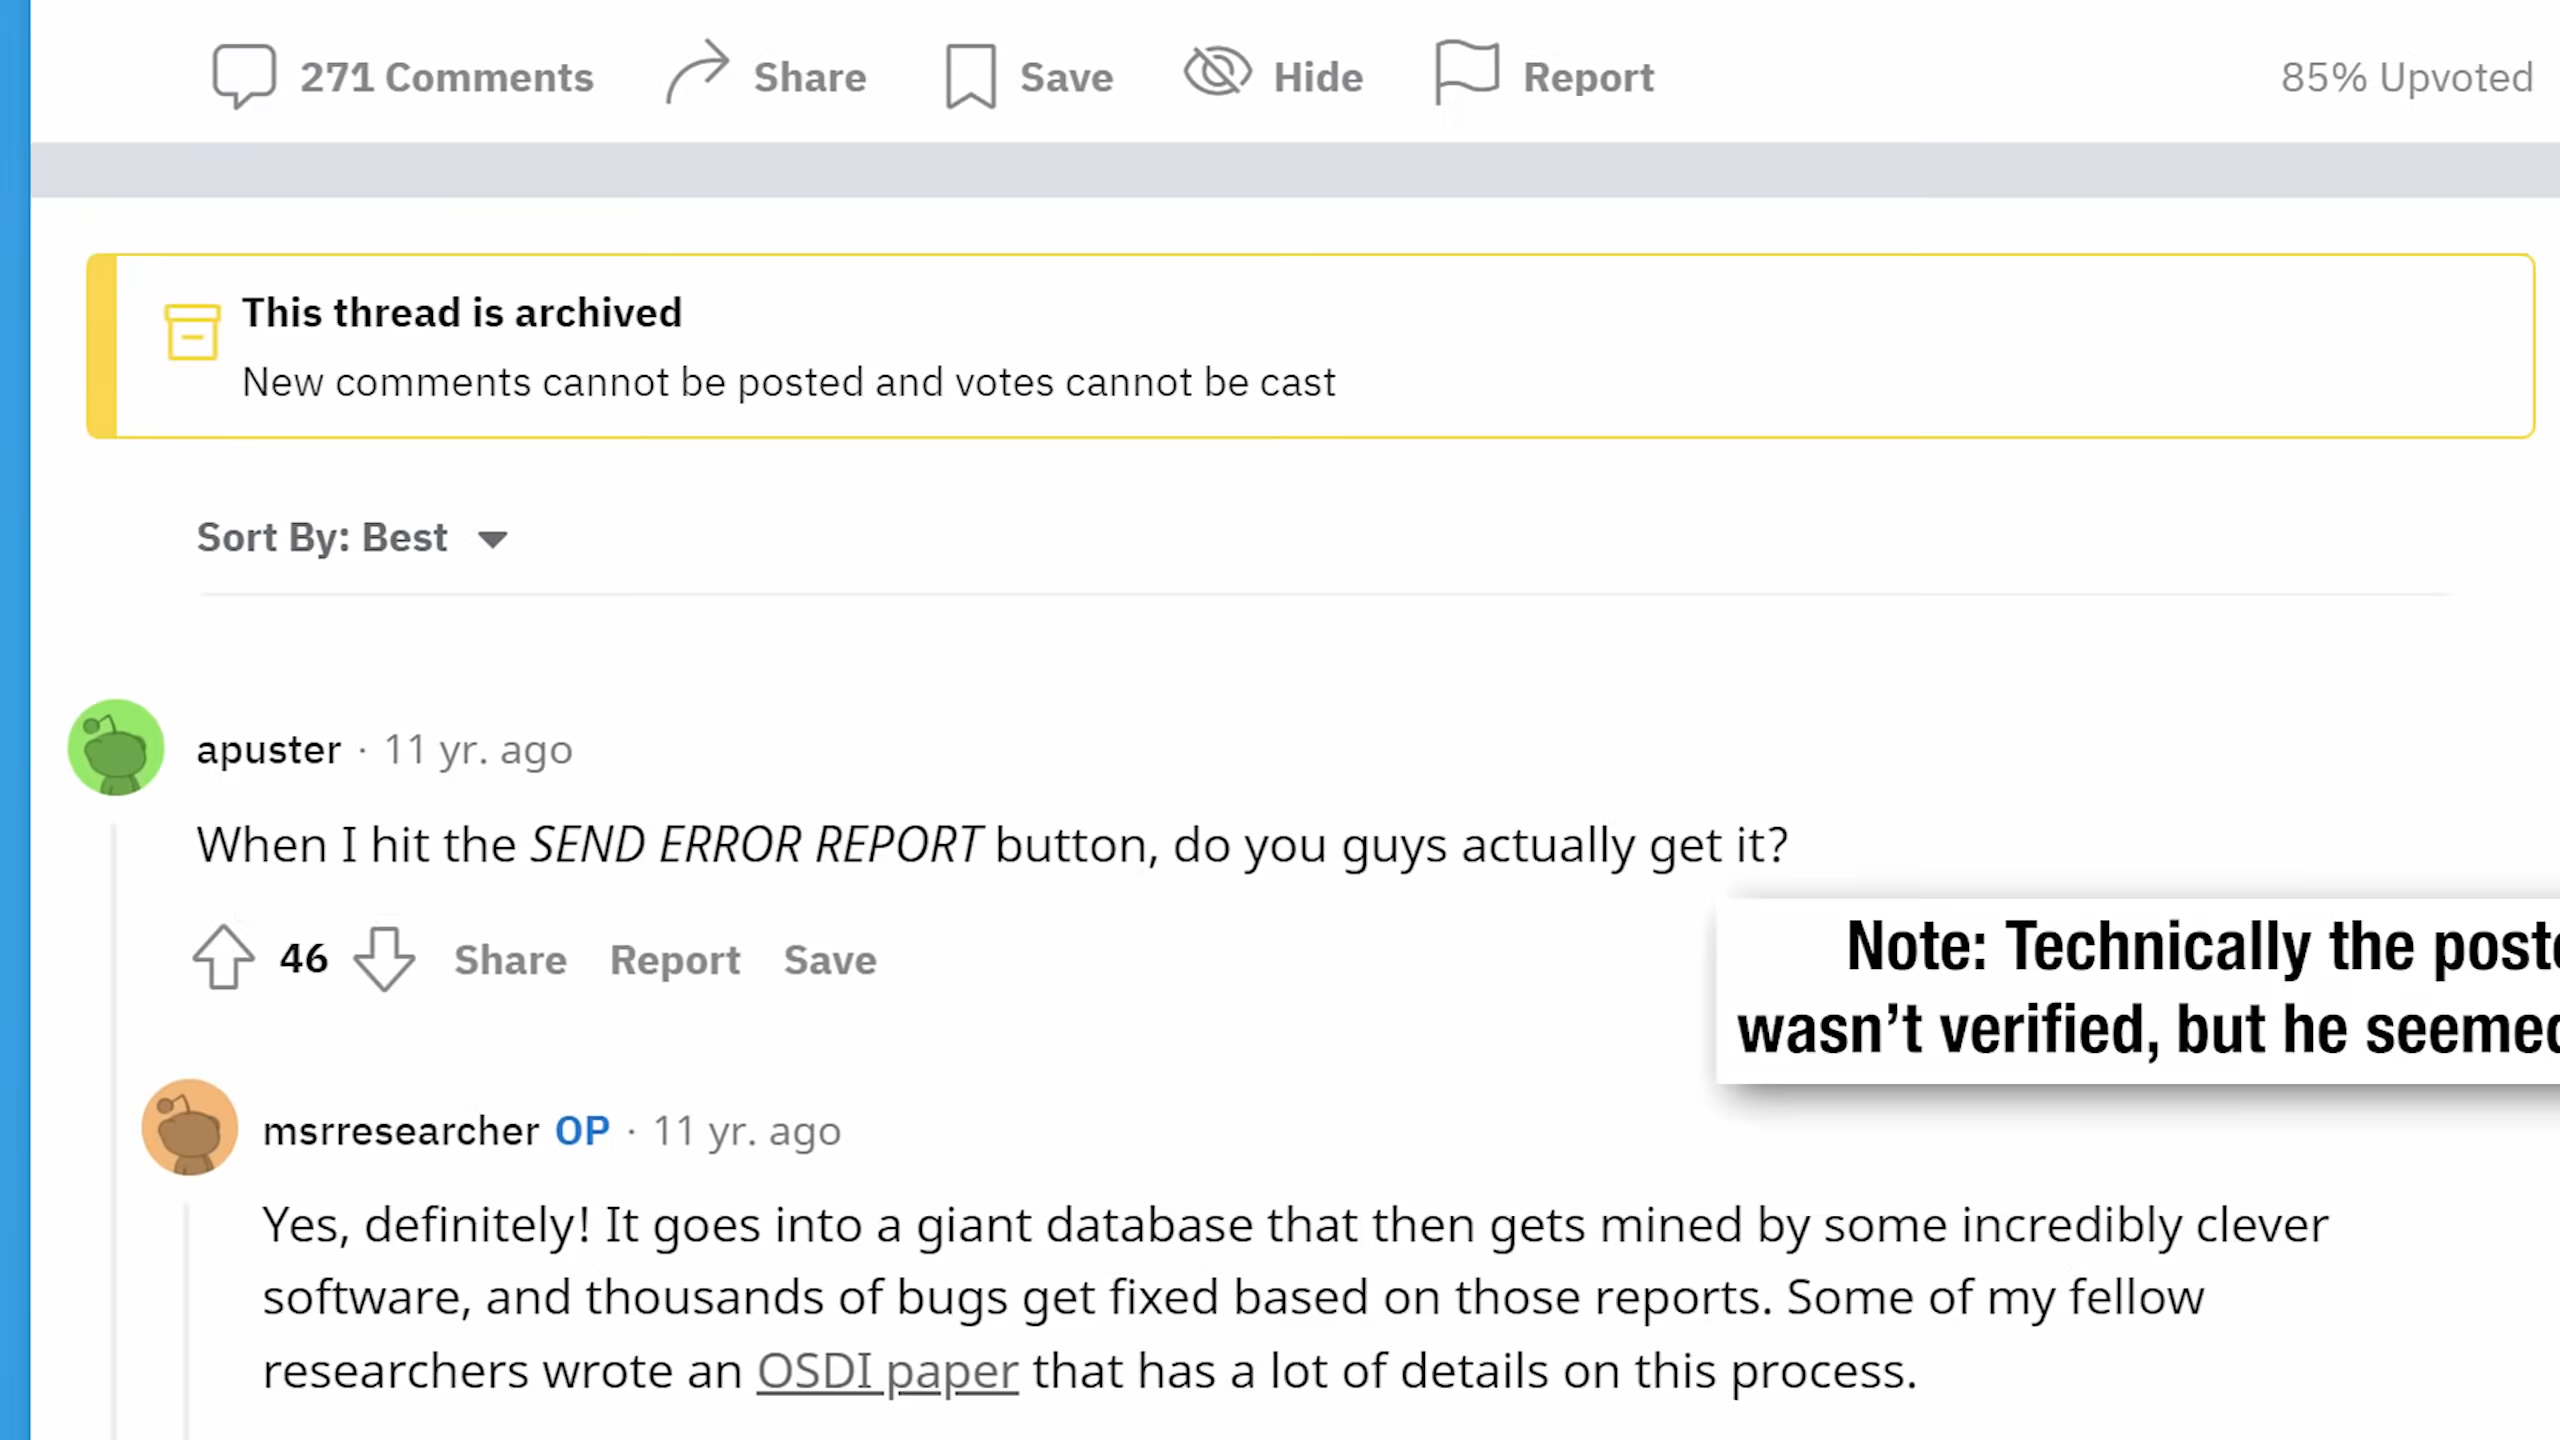 271 Comments Share Save Hide Report 85% Upvoted
This thread is archived
New comments cannot be posted and votes cannot be cast
Sort By: Best
apuster · 11 yr. ago
When I hit the SEND ERROR REPORT button, do you guys actually get it?
46 Share Report Save
Note: Technically the
wasn’t verified, but he
msrresearcher OP · 11 yr. ago
Yes, definitely! It goes into a giant database that then gets mined by some incredibly clever
software, and thousands of bugs get fixed based on those reports. Some of my fellow
researchers wrote an OSDI paper that has a lot of details on this process.